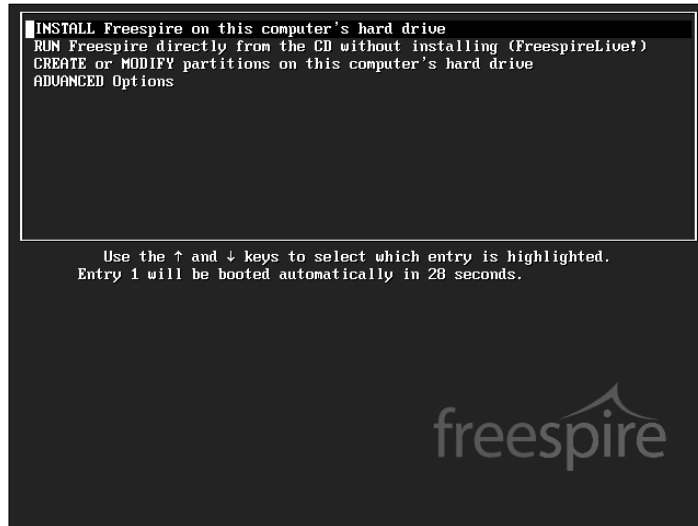 INSTALL Freespire on this computer's hard drive
RUN Freespire directly from the CD without installing (FreespireLive!)
CREATE or MODIFY partitions on this computer's hard drive
ADVANCED Options
Use the ↑ and ↓ keys to select which entry is highlighted.
Entry 1 will be booted automatically in 28 seconds.
freespire